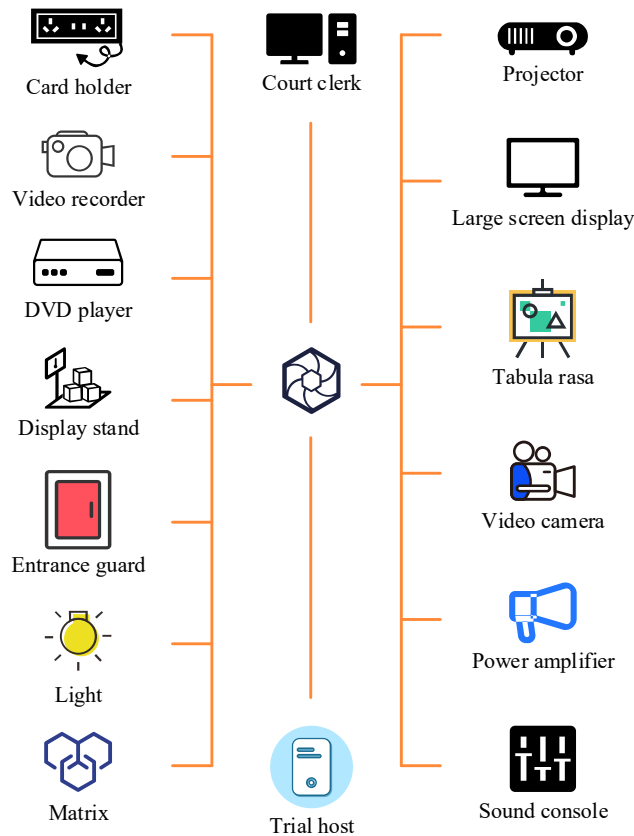 Card holder
Court clerk
Projector
Video recorder
Large screen display
DVD player
Tabula rasa
Display stand
Video camera
Entrance guard
Power amplifier
Light
Matrix
Trial host
Sound console